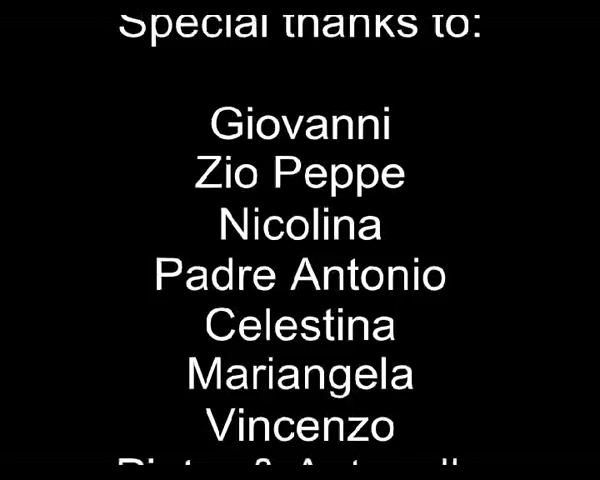 Special thanks to:
Giovanni
Zio Peppe
Nicolina
Padre Antonio
Celestina
Mariangela
Vincenzo
&